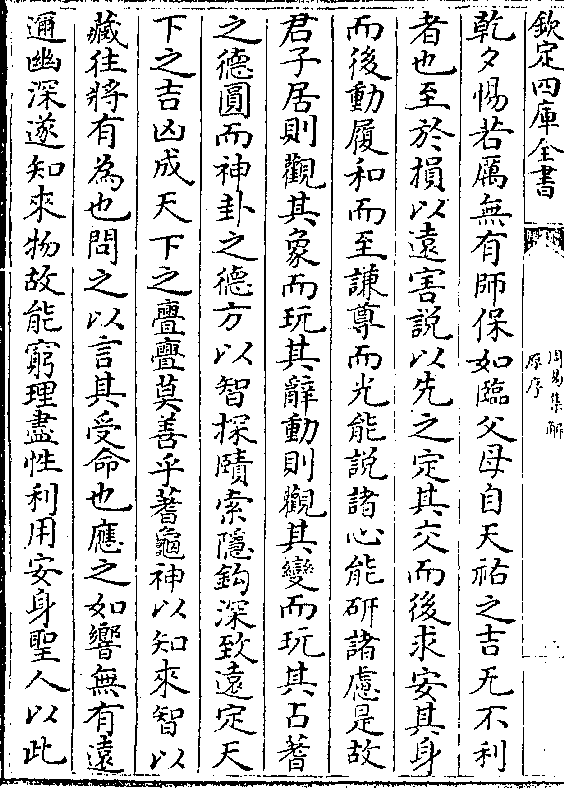 欽定四庫全書
周易集解
原序
乾夕惕若厲無有師保如臨父母自天祐之吉无不利
者也至於損以遠害說以先之定其交而後求安其身
而後動履和而至謙尊而光能說諸心能研諸慮是故
君子居則觀其象而玩其辭動則觀其變而玩其占蓍
之德圓而神卦之德方以智探賾索隱鈎深致遠定天
下之吉凶成天下之亹亹莫善乎蓍龜神以知來智以
藏往將有為也問之以言其受命也應之如響無有遠
邇幽深遂知來物故能窮理盡性利用安身聖人以此